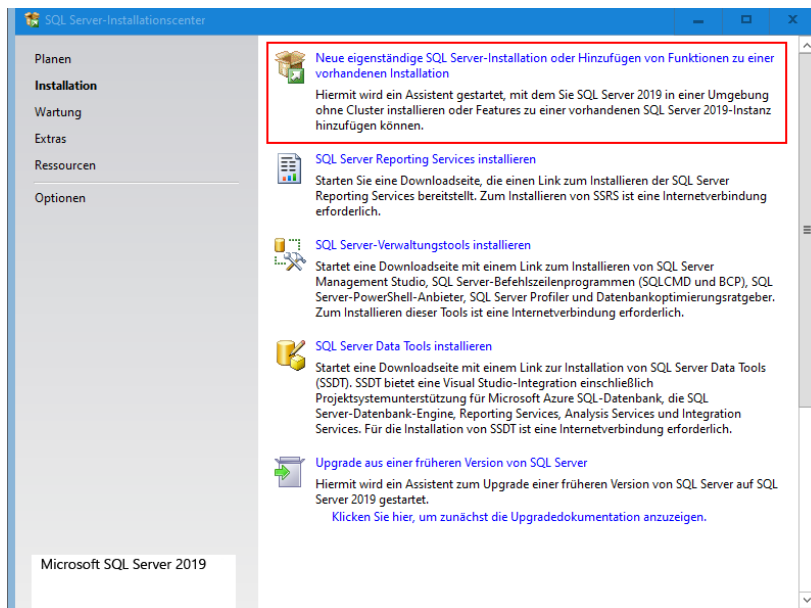 SQL Server-Installationscenter
Planen
Installation
Wartung
Extras
Ressourcen
Optionen
Microsoft SQL Server 2019
Neue eigenständige SQL Server-Installation oder Hinzufügen von Funktionen zu einer
vorhandenen Installation
Hiermit wird ein Assistent gestartet, mit dem Sie SQL Server 2019 in einer Umgebung
ohne Cluster installieren oder Features zu einer vorhandenen SQL Server 2019-Instanz
hinzufügen können.
SQL Server Reporting Services installieren
Starten Sie eine Downloadseite, die einen Link zum Installieren der SQL Server
Reporting Services bereitstellt. Zum Installieren von SSRS ist eine Internetverbindung
erforderlich.
SQL Server-Verwaltungstools installieren
Startet eine Downloadseite mit einem Link zum Installieren von SQL Server
Management Studio, SQL Server-Befehlszeilenprogrammen (SQLCMD und BCP), SQL
Server-PowerShell-Anbieter, SQL Server Profiler und Datenbankoptimierungsratgeber.
Zum Installieren dieser Tools ist eine Internetverbindung erforderlich.
SQL Server Data Tools installieren
Startet eine Downloadseite mit einem Link zur Installation von SQL Server Data Tools
(SSDT). SSDT bietet eine Visual Studio-Integration einschließlich
Projektsystemunterstützung für Microsoft Azure SQL-Datenbank, die SQL
Server-Datenbank-Engine, Reporting Services, Analysis Services und Integration
Services. Für die Installation von SSDT ist eine Internetverbindung erforderlich.
Upgrade aus einer früheren Version von SQL Server
Hiermit wird ein Assistent zum Upgrade einer früheren Version von SQL Server auf SQL
Server 2019 gestartet.
Klicken Sie hier, um zunächst die Upgradedokumentation anzuzeigen.